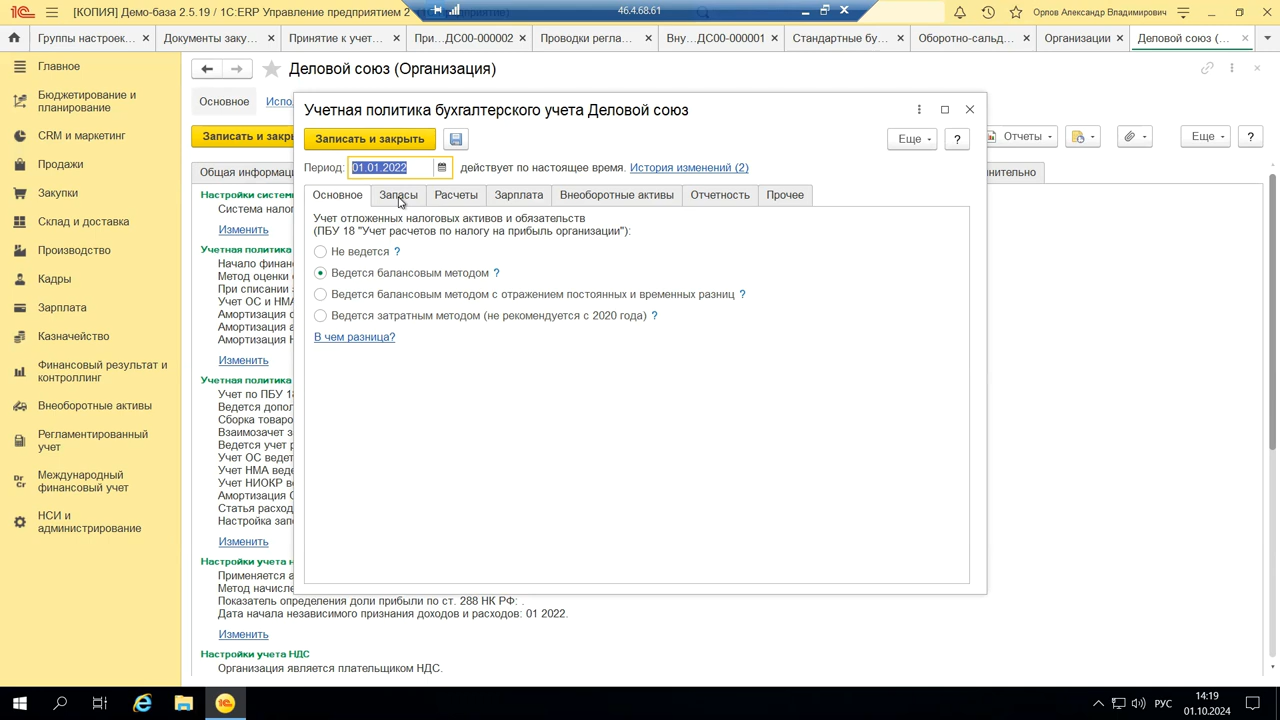 [КОПИЯ] Демо-база 2.5.19 / 1С:ERP Управление предприятием 2
46.4.68.61
Орлов Александр Владимирович
Группы настроек...
Документы заку...
Принятие к учет...
При...ДС00-000002
Проводки регла...
Вну...ДС00-000001
Стандартные бу...
Оборотно-сальд...
Организации
Деловой союз (...
Главное
Бюджетирование и
планирование
CRM и маркетинг
Продажи
Закупки
Склад и доставка
Производство
Кадры
Зарплата
Казначейство
Финансовый результат и
контроллинг
Внеоборотные активы
Регламентированный
учет
Международный
финансовый учет
НСИ и
администрирование
Деловой союз (Организация)
Основное
Испо
Записать и закры
Отчеты
Еще
?
Общая информац
лнительно
Настройки систем
Система налог
Изменить
Учетная политика
Начало финан
Метод оценки
При списании з
Учет ОС и НМА
Амортизация с
Амортизация
Амортизация Н
Изменить
Учетная политика
Учет по ПБУ 18
Ведется допол
Сборка товаро
Взаимозачет з
Ведется учет р
Учет ОС ведет
Учет НМА веде
Учет НИОКР в
Амортизация О
Статья расход
Настройка зап
Изменить
Настройки учета н
Применяется а
Метод начисле
Показатель определения доли прибыли по ст. 288 НК РФ: .
Дата начала независимого признания доходов и расходов: 01 2022.
Изменить
Настройки учета НДС
Организация является плательщиком НДС.
Учетная политика бухгалтерского учета Деловой союз
Записать и закрыть
Еще
?
Период: 01.01.2022 действует по настоящее время. История изменений (2)
Основное
Запасы
Расчеты
Зарплата
Внеоборотные активы
Отчетность
Прочее
Учет отложенных налоговых активов и обязательств
(ПБУ 18 "Учет расчетов по налогу на прибыль организации"):
Не ведется ?
Ведется балансовым методом ?
Ведется балансовым методом с отражением постоянных и временных разниц ?
Ведется затратным методом (не рекомендуется с 2020 года) ?
В чем разница?
РУС
14:19
01.10.2024